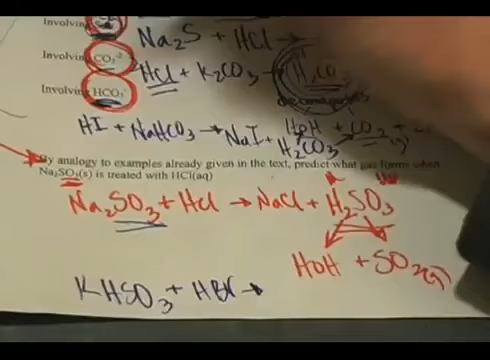 Involving
Na₂S + HCl →
Involving CO₃⁻²
HCl + K₂CO₃ → H₂CO₃
Involving HCO₃⁻
HI + NaHCO₃ → NaI + HOH + CO₂
H₂CO₃
By analogy to examples already given in the text, predict what gas forms when
Na₂SO₃(s) is treated with HCl(aq)
Na₂SO₃ + HCl → NaCl + H₂SO₃
HOH + SO₂(g)
KHSO₃ + HBr →